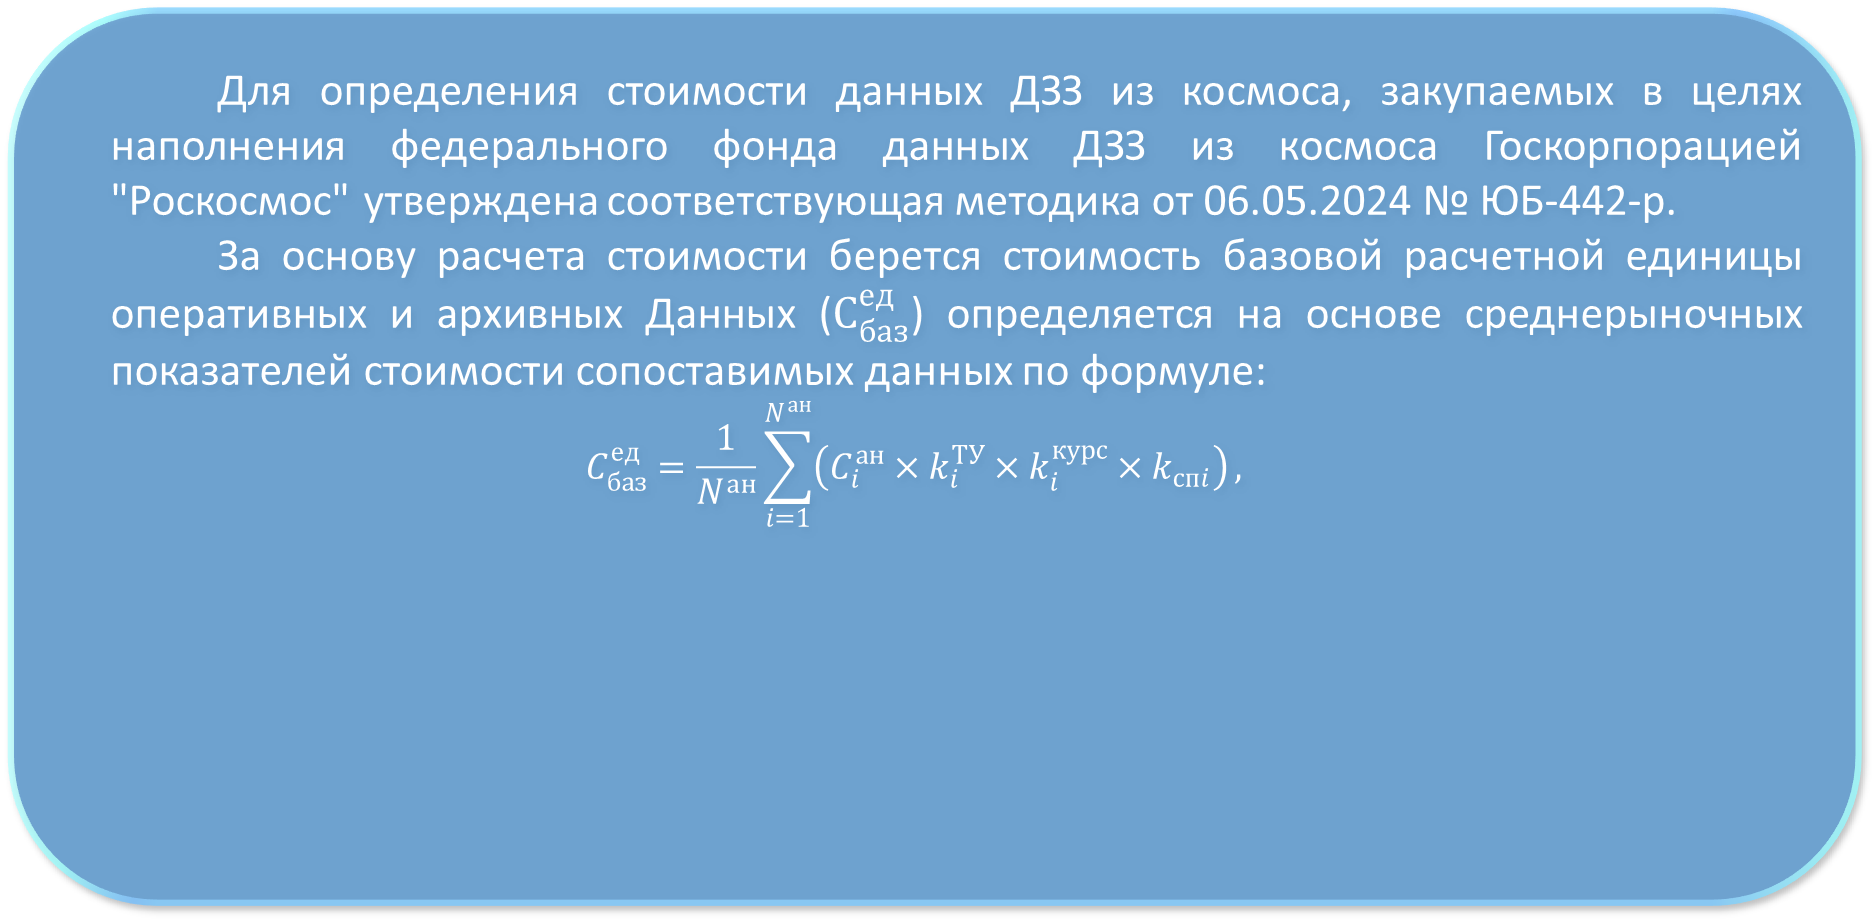 Для определения стоимости данных ДЗЗ из космоса, закупаемых в целях
наполнения федерального фонда данных ДЗЗ из космоса Госкорпорацией
"Роскосмос" утверждена соответствующая методика от 06.05.2024 № ЮБ-442-р.
За основу расчета стоимости берется стоимость базовой расчетной единицы
оперативных и архивных Данных (C^ед_баз) определяется на основе среднерыночных
показателей стоимости сопоставимых данных по формуле:
C^ед_баз = 1/N^ан ∑_{i=1}^{N^ан} (C_i^ан × k_i^ТУ × k_i^курс × k_спi),